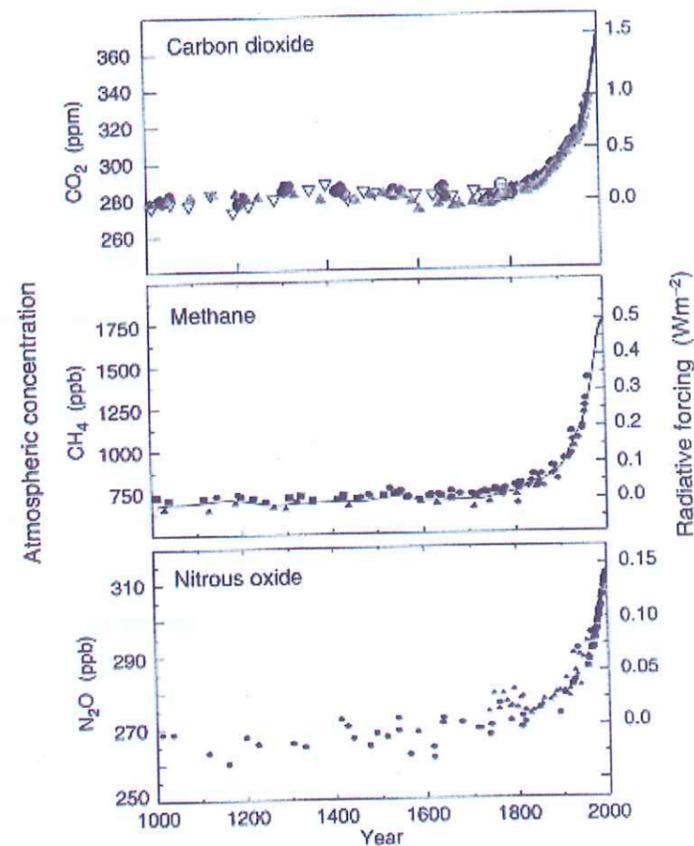 Carbon dioxide
CO₂ (ppm)
360
340
320
300
280
260
1.5
1.0
0.5
0.0
Methane
CH₄ (ppb)
1750
1500
1250
1000
750
0.5
0.4
0.3
0.2
0.1
0.0
Nitrous oxide
N₂O (ppb)
310
290
270
250
0.15
0.10
0.05
0.0
1000 1200 1400 1600 1800 2000
Year
Atmospheric concentration
Radiative forcing (Wm⁻²)